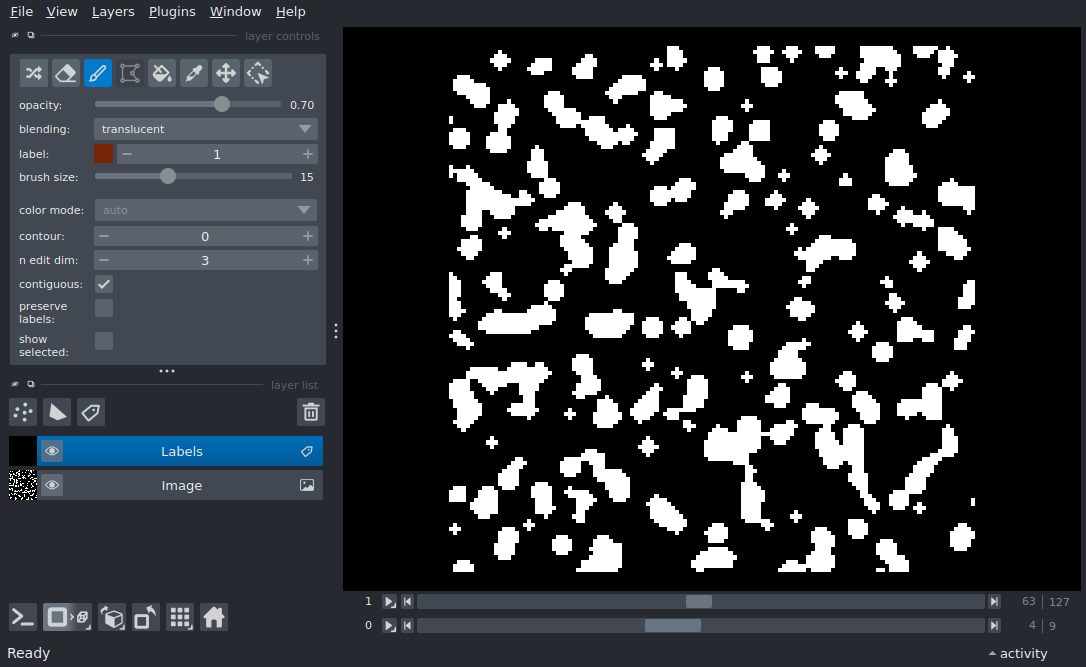 File View Layers Plugins Window Help
layer controls
opacity: 0.70
blending: translucent
label: 1
brush size: 15
color mode: auto
contour: 0
n edit dim: 3
contiguous:
preserve
labels:
show
selected:
layer list
Labels
Image
1 63 127
0 4 9
Ready activity